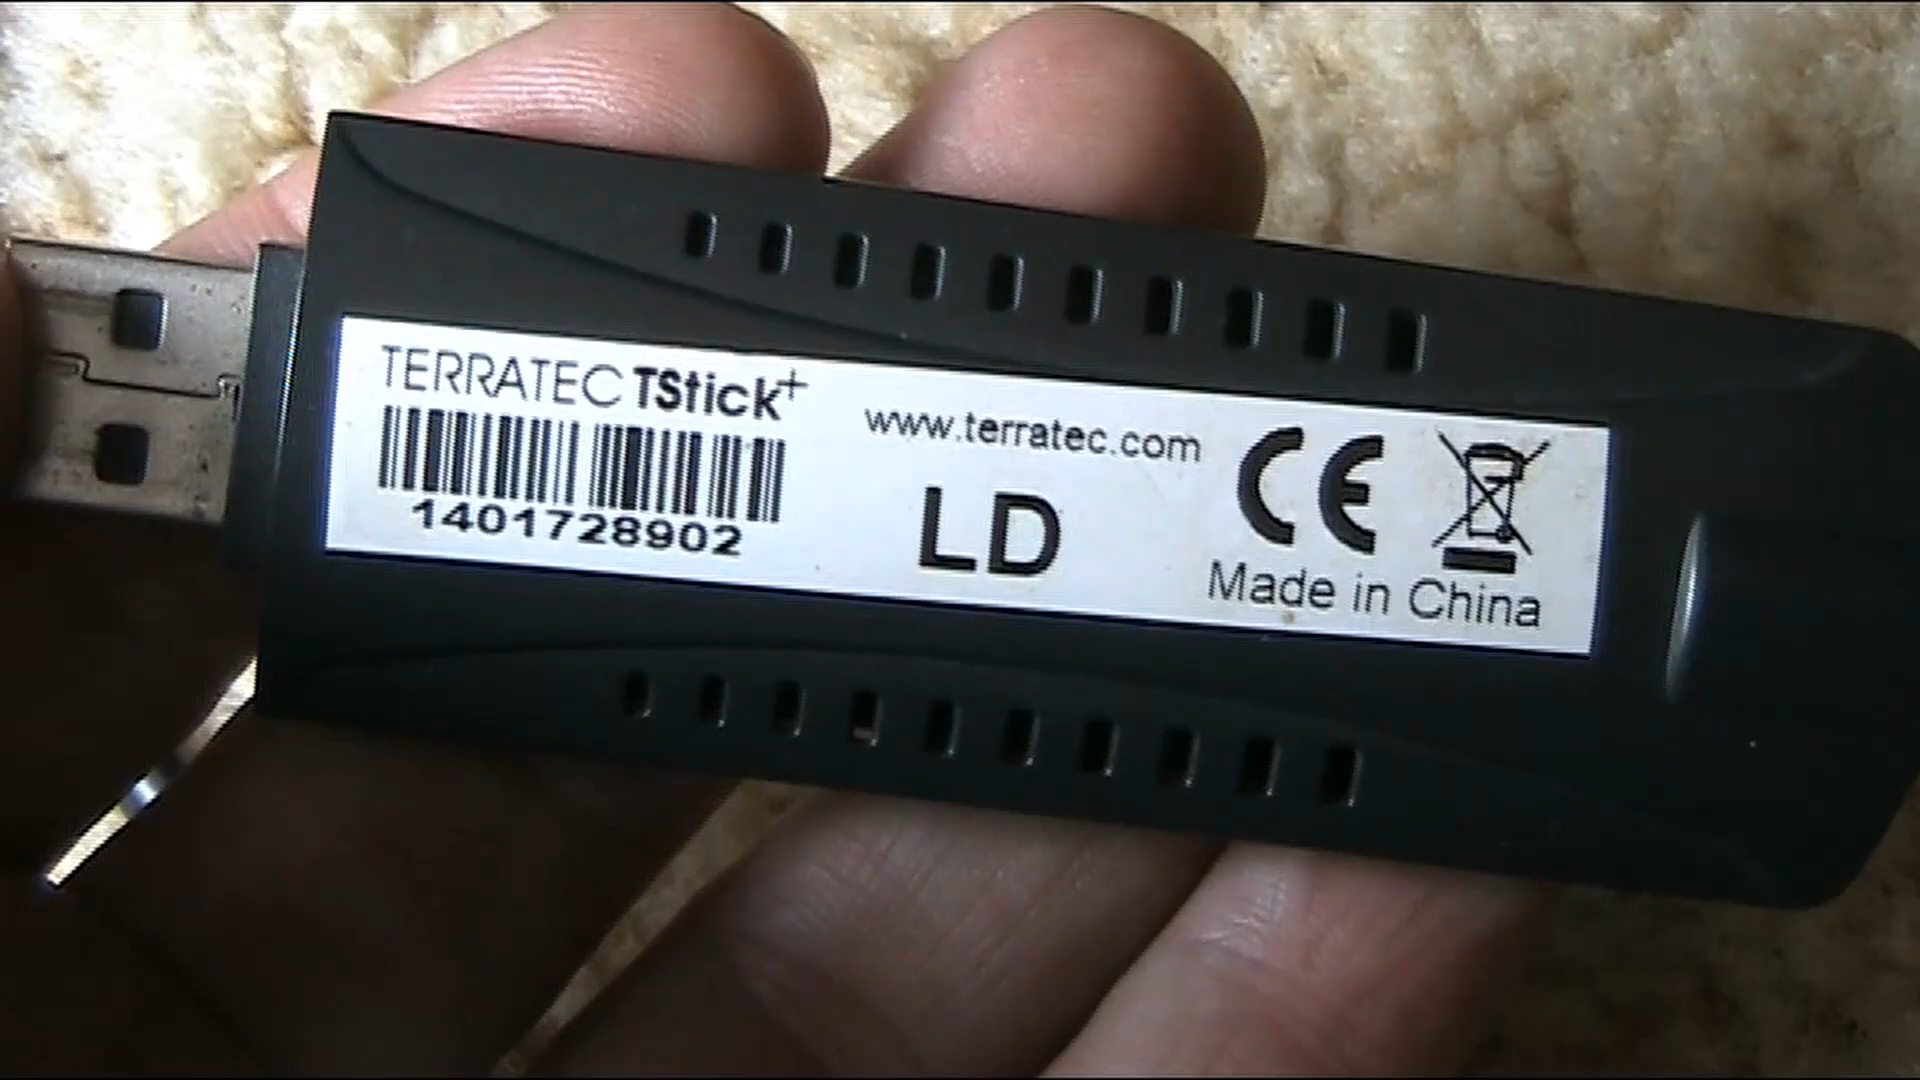 TERRATEC TStick+
1401728902
www.terratec.com
LD
CE
Made in China